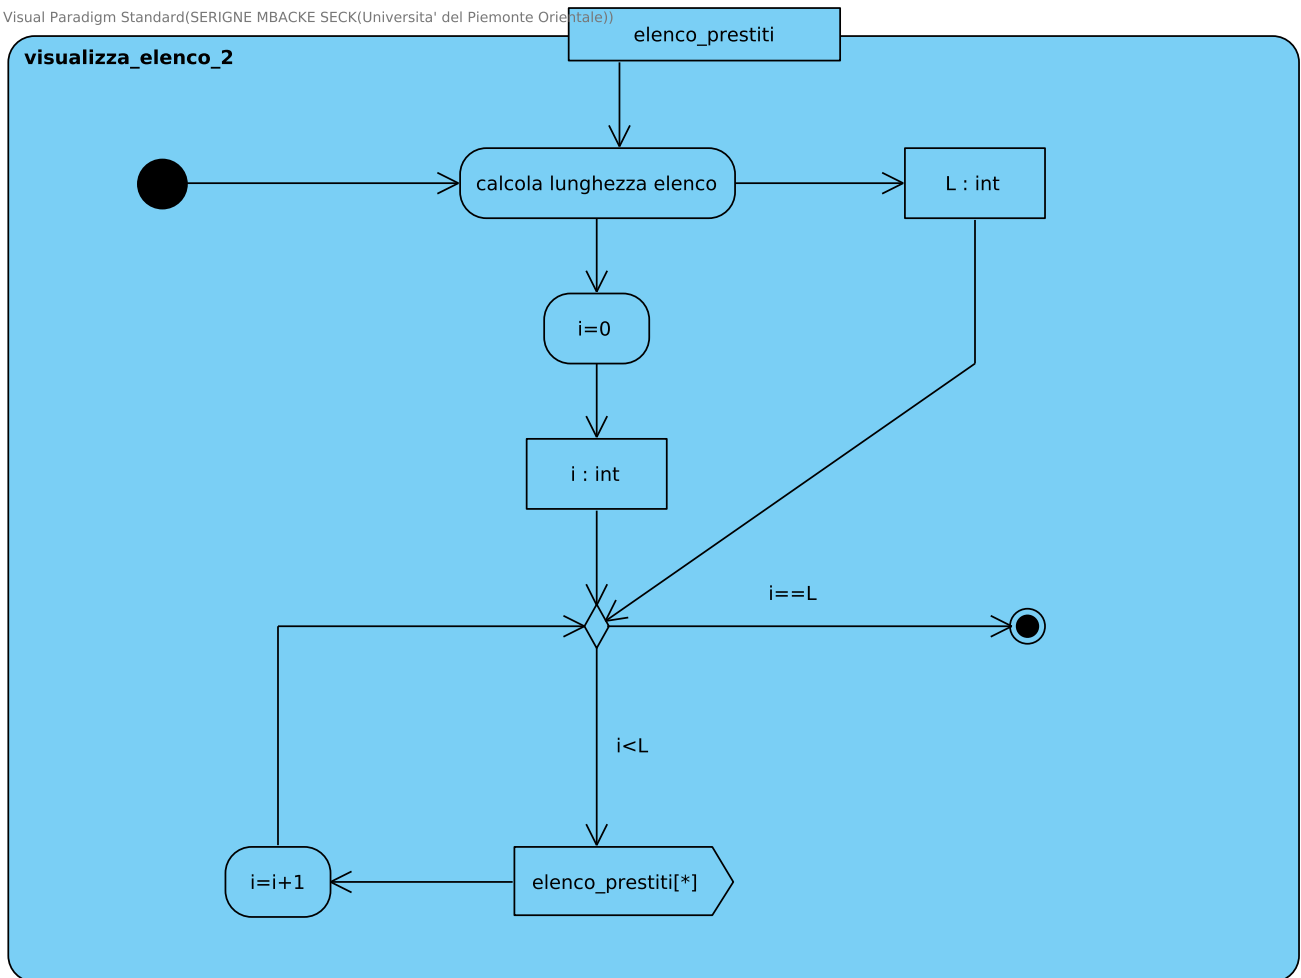 Visual Paradigm Standard(SERIGNE MBACKE SECK(Universita' del Piemonte Orientale))
elenco_prestiti
visualizza_elenco_2
calcola lunghezza elenco
L : int
i=0
i : int
i==L
i<L
i=i+1
elenco_prestiti[*]